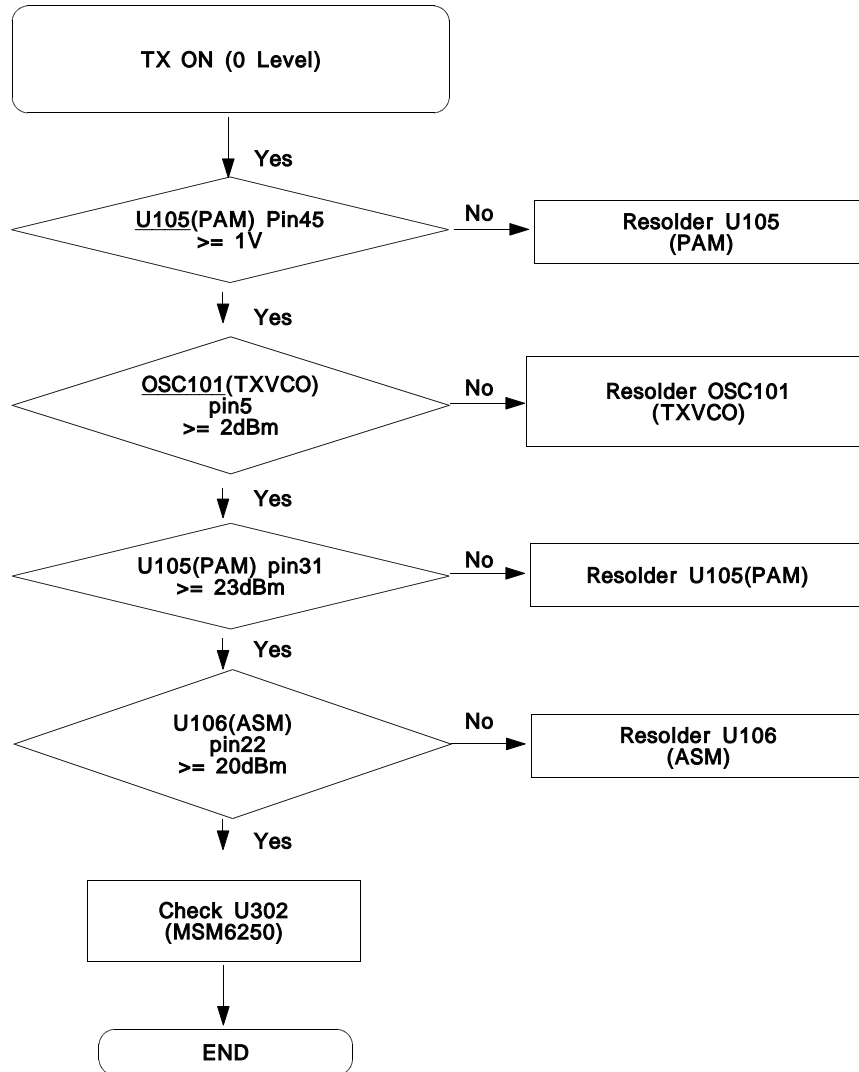 TX ON (0 Level)
Yes
U105(PAM) Pin45
>= 1V
No
Resolder U105
(PAM)
Yes
OSC101(TXVCO)
pin5
>= 2dBm
No
Resolder OSC101
(TXVCO)
Yes
U105(PAM) pin31
>= 23dBm
No
Resolder U105(PAM)
Yes
U106(ASM)
pin22
>= 20dBm
No
Resolder U106
(ASM)
Yes
Check U302
(MSM6250)
END